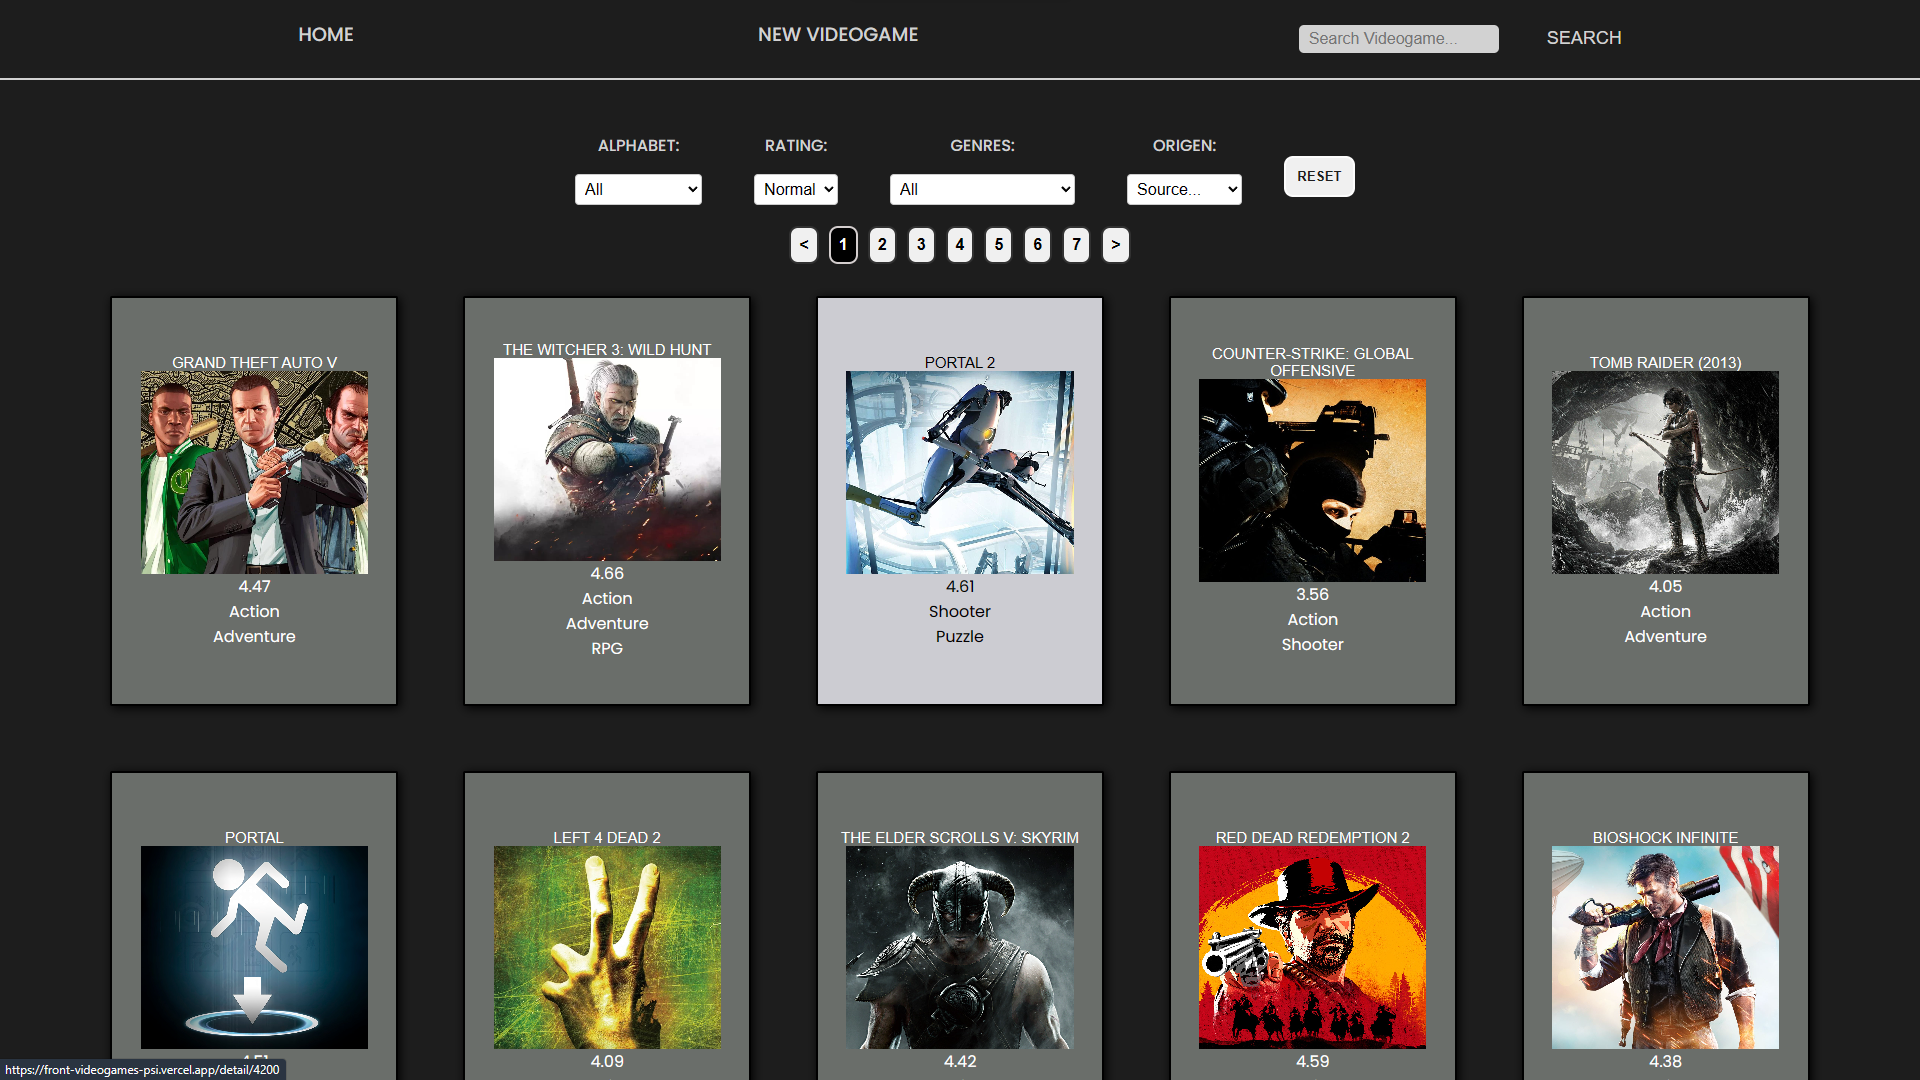 HOME
NEW VIDEOGAME
Search Videogame...
SEARCH
ALPHABET:
RATING:
GENRES:
ORIGEN:
All
Normal
All
Source...
RESET
< 1 2 3 4 5 6 7 >
GRAND THEFT AUTO V
4.47
Action
Adventure
THE WITCHER 3: WILD HUNT
4.66
Action
Adventure
RPG
PORTAL 2
4.61
Shooter
Puzzle
COUNTER-STRIKE: GLOBAL
OFFENSIVE
3.56
Action
Shooter
TOMB RAIDER (2013)
4.05
Action
Adventure
PORTAL
LEFT 4 DEAD 2
4.09
THE ELDER SCROLLS V: SKYRIM
4.42
RED DEAD REDEMPTION 2
4.59
BIOSHOCK INFINITE
4.38
https://front-videogames-psi.vercel.app/detail/4200